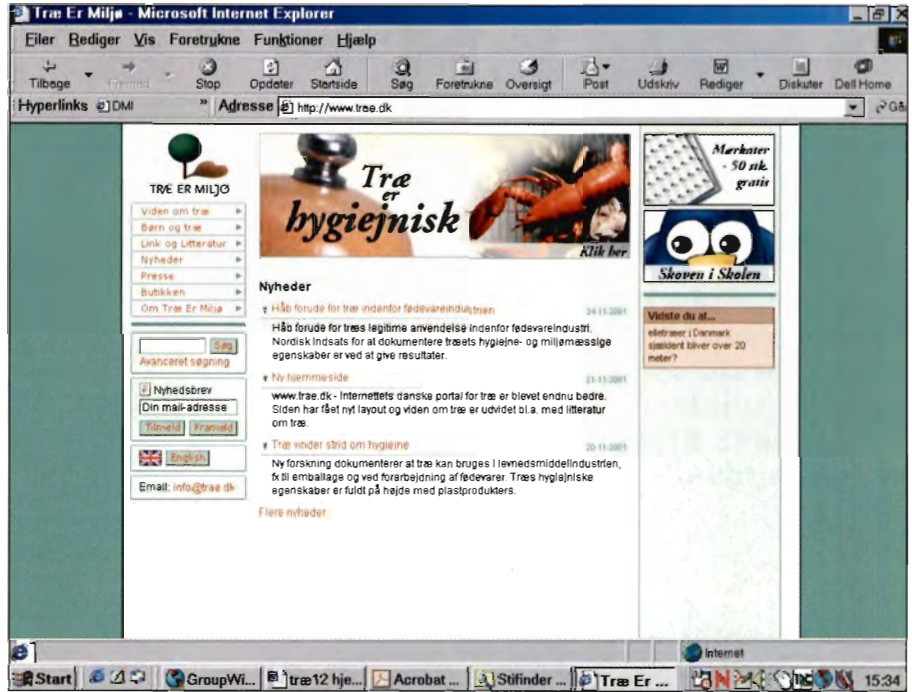 Træ Er Miljø - Microsoft Internet Explorer
Filer Rediger Vis Foretrukne Funktioner Hjælp
Tilbage Fremad Stop Opdater Startside Søg Foretrukne Oversigt Post Udskriv Rediger Diskuter Dell Home
Hyperlinks DMI » Adresse http://www.trae.dk
TRÆ ER MILJØ
Viden om træ
Børn og træ
Link og Litteratur
Nyheder
Presse
Butikken
Om Træ Er Miljø
Søg
Avanceret søgning
Nyhedsbrev
Din mail-adresse
Tilmeld Frameld
English
Email: info@trae.dk
Træ
er
hygiejnisk
Klik her
Nyheder
Håb forude for træ indenfor fødevareindustrien 24-11-2001
Håb forude for træs legitime anvendelse indenfor fødevareindustri.
Nordisk Indsats for at dokumentere træets hygiejne- og miljømæssige
egenskaber er ved at give resultater.
Ny hjemmeside 21-11-2001
www.trae.dk - Internettets danske portal for træ er blevet endnu bedre.
Siden har fået nyt layout og viden om træ er udvidet bl.a. med litteratur
om træ.
Træ vinder strid om hygiejne 20-11-2001
Ny forskning dokumenterer at træ kan bruges i levnedsmiddelindustrien,
fx til emballage og ved forarbejdning af fødevarer. Træs hygiajniske
egenskaber er fuldt på højde med plastprodukters.
Flere nyheder
Mærkater
- 50 stk.
gratis
Skoven i Skolen
Vidste du at...
elletræer i Danmark
sjældent bliver over 20
meter?
Internet
Start GroupWi... træ12 hje... Acrobat ... Stifinder ... Træ Er ... 15:34